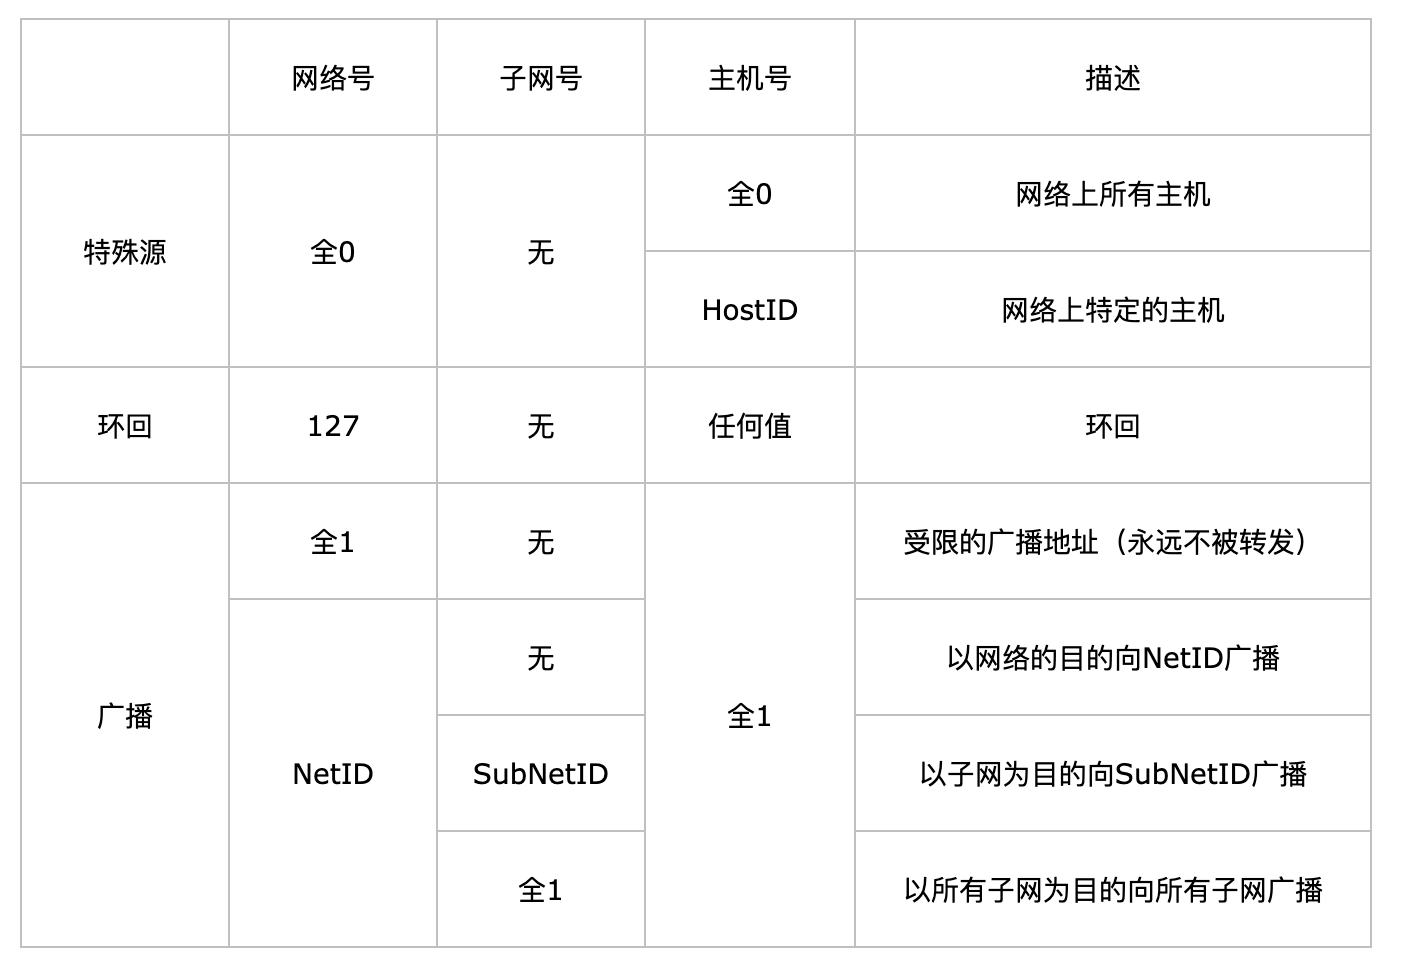 网络号 子网号 主机号 描述
特殊源 全0 无 全0 网络上所有主机
HostID 网络上特定的主机
环回 127 无 任何值 环回
广播 全1 无 全1 受限的广播地址（永远不被转发）
NetID 无 以网络的目的向NetID广播
SubNetID 以子网为目的向SubNetID广播
全1 以所有子网为目的向所有子网广播